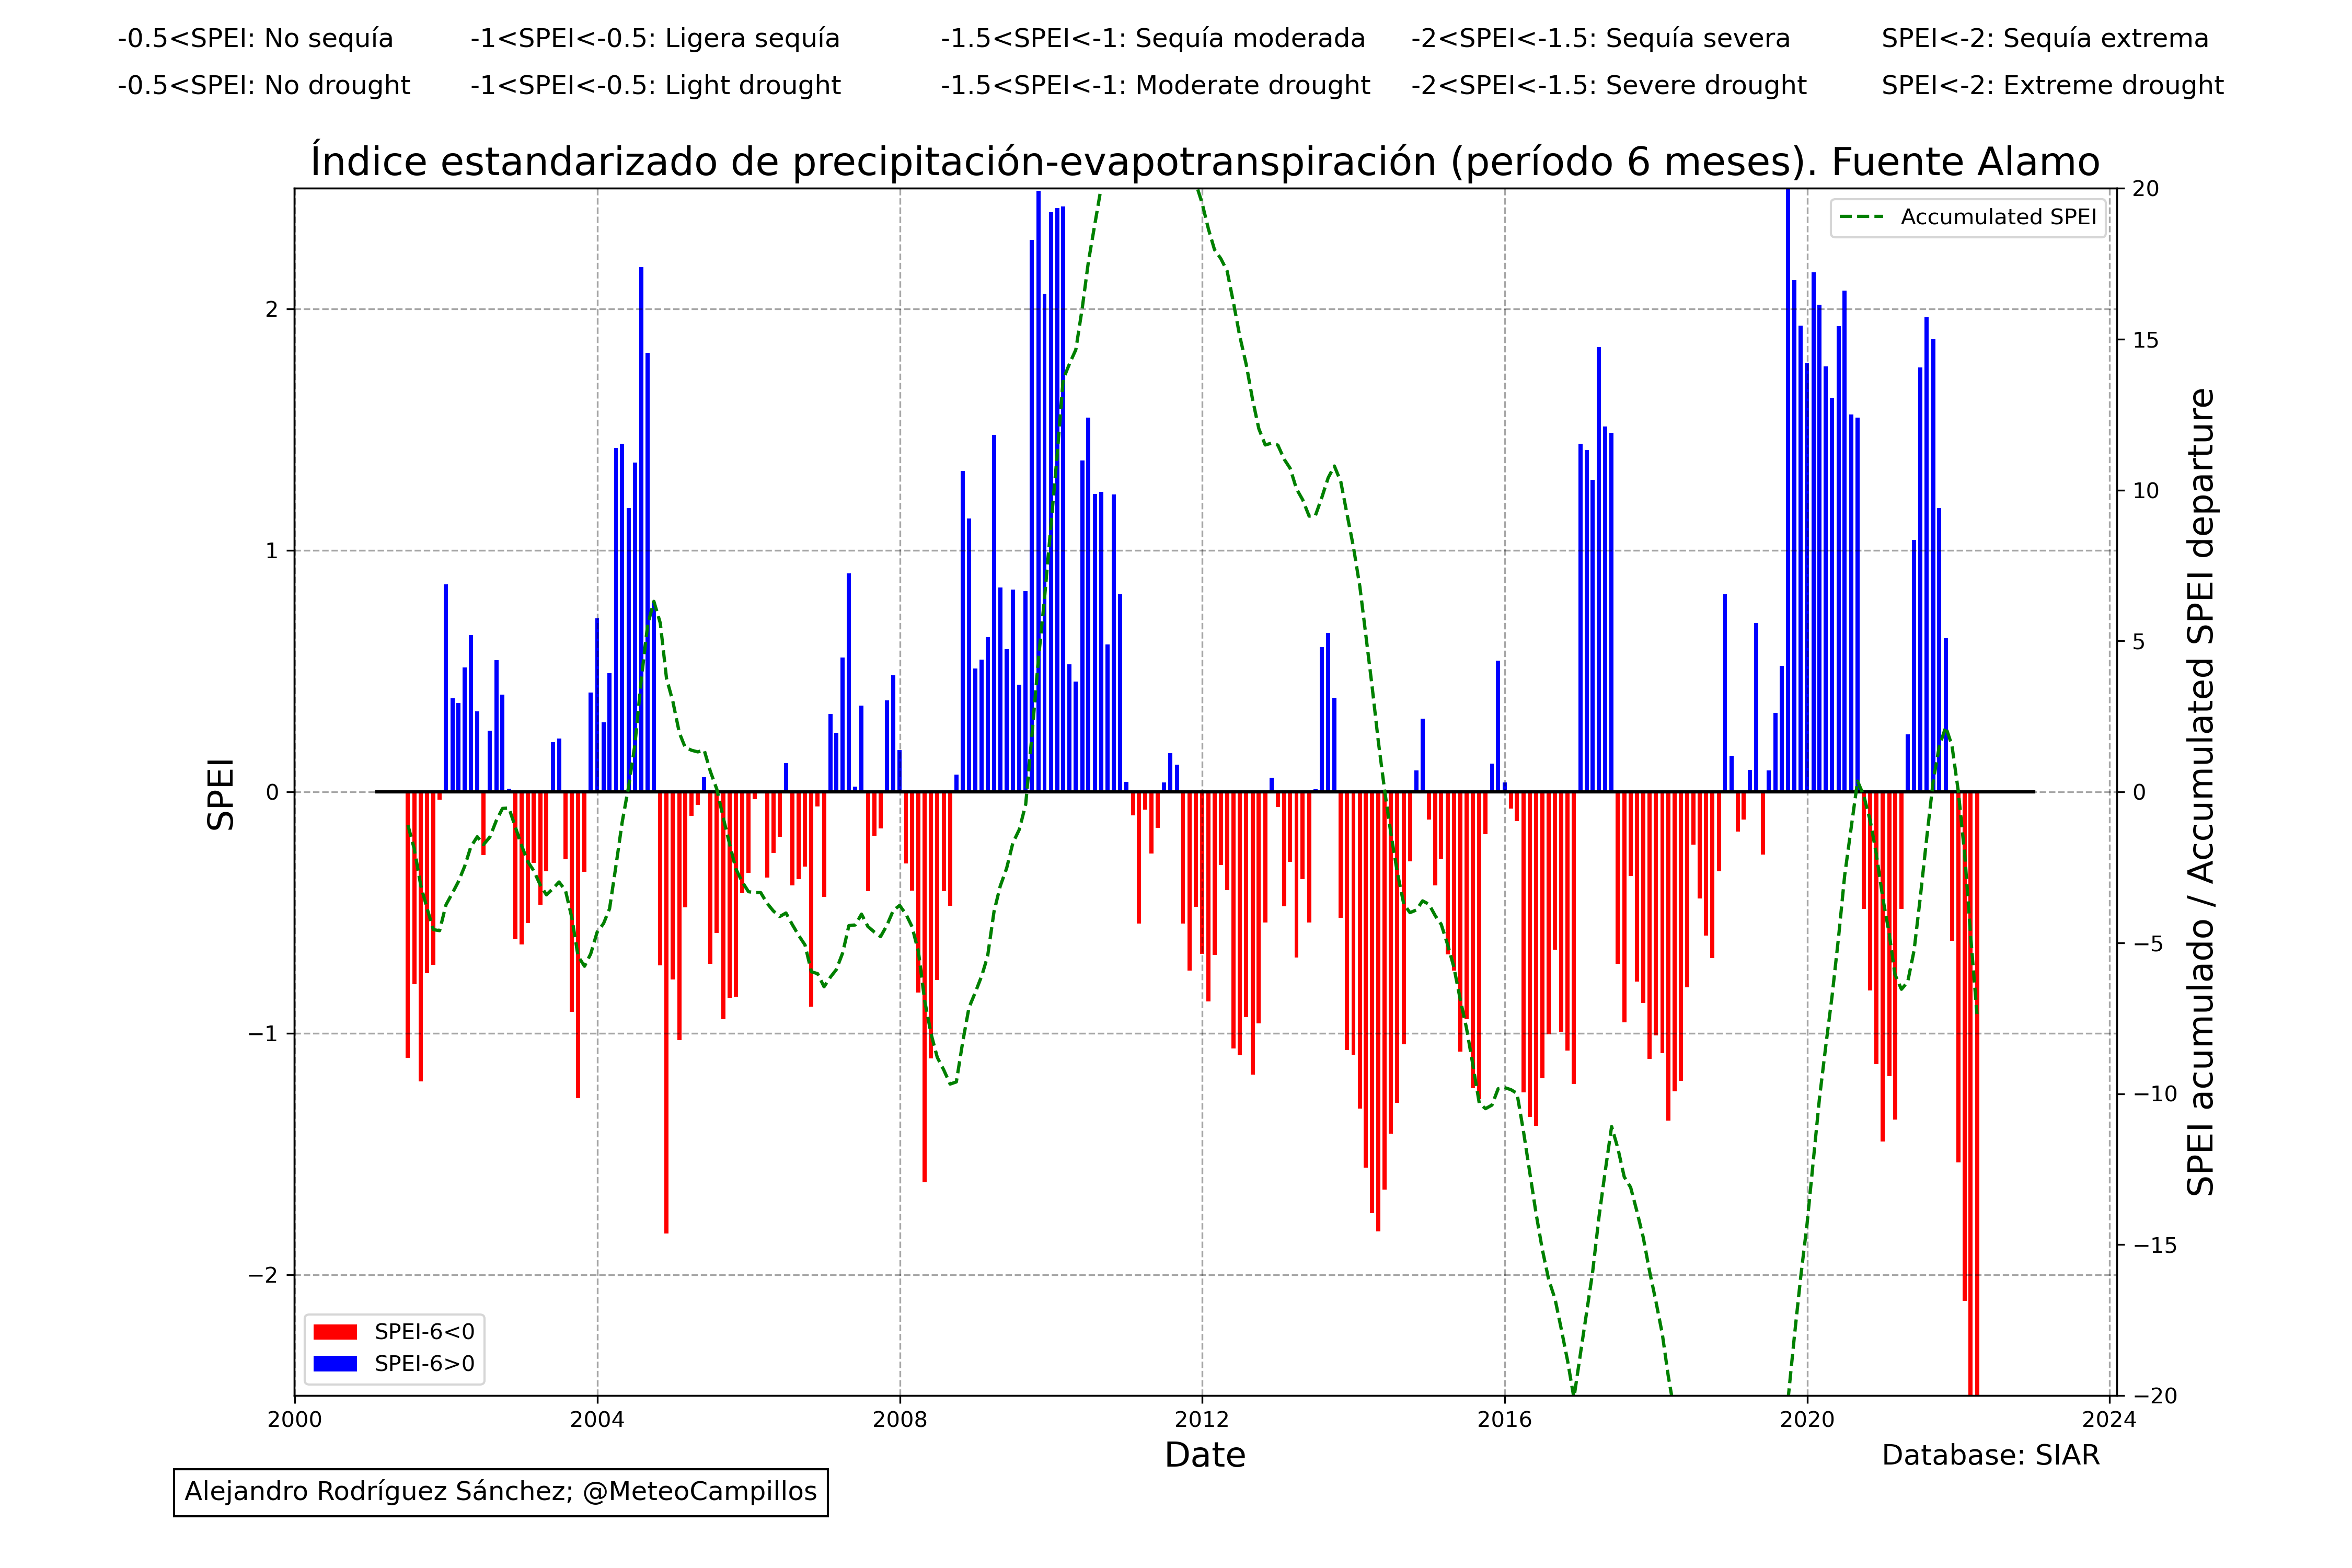 -0.5<SPEI: No sequía -1<SPEI<-0.5: Ligera sequía -1.5<SPEI<-1: Sequía moderada -2<SPEI<-1.5: Sequía severa SPEI<-2: Sequía extrema
-0.5<SPEI: No drought -1<SPEI<-0.5: Light drought -1.5<SPEI<-1: Moderate drought -2<SPEI<-1.5: Severe drought SPEI<-2: Extreme drought
Índice estandarizado de precipitación-evapotranspiración (período 6 meses). Fuente Alamo
Accumulated SPEI
SPEI
2
1
0
−1
−2
20
15
10
5
0
−5
−10
−15
−20
SPEI acumulado / Accumulated SPEI departure
SPEI-6<0
SPEI-6>0
2000 2004 2008 2012 2016 2020 2024
Date
Database: SIAR
Alejandro Rodríguez Sánchez; @MeteoCampillos